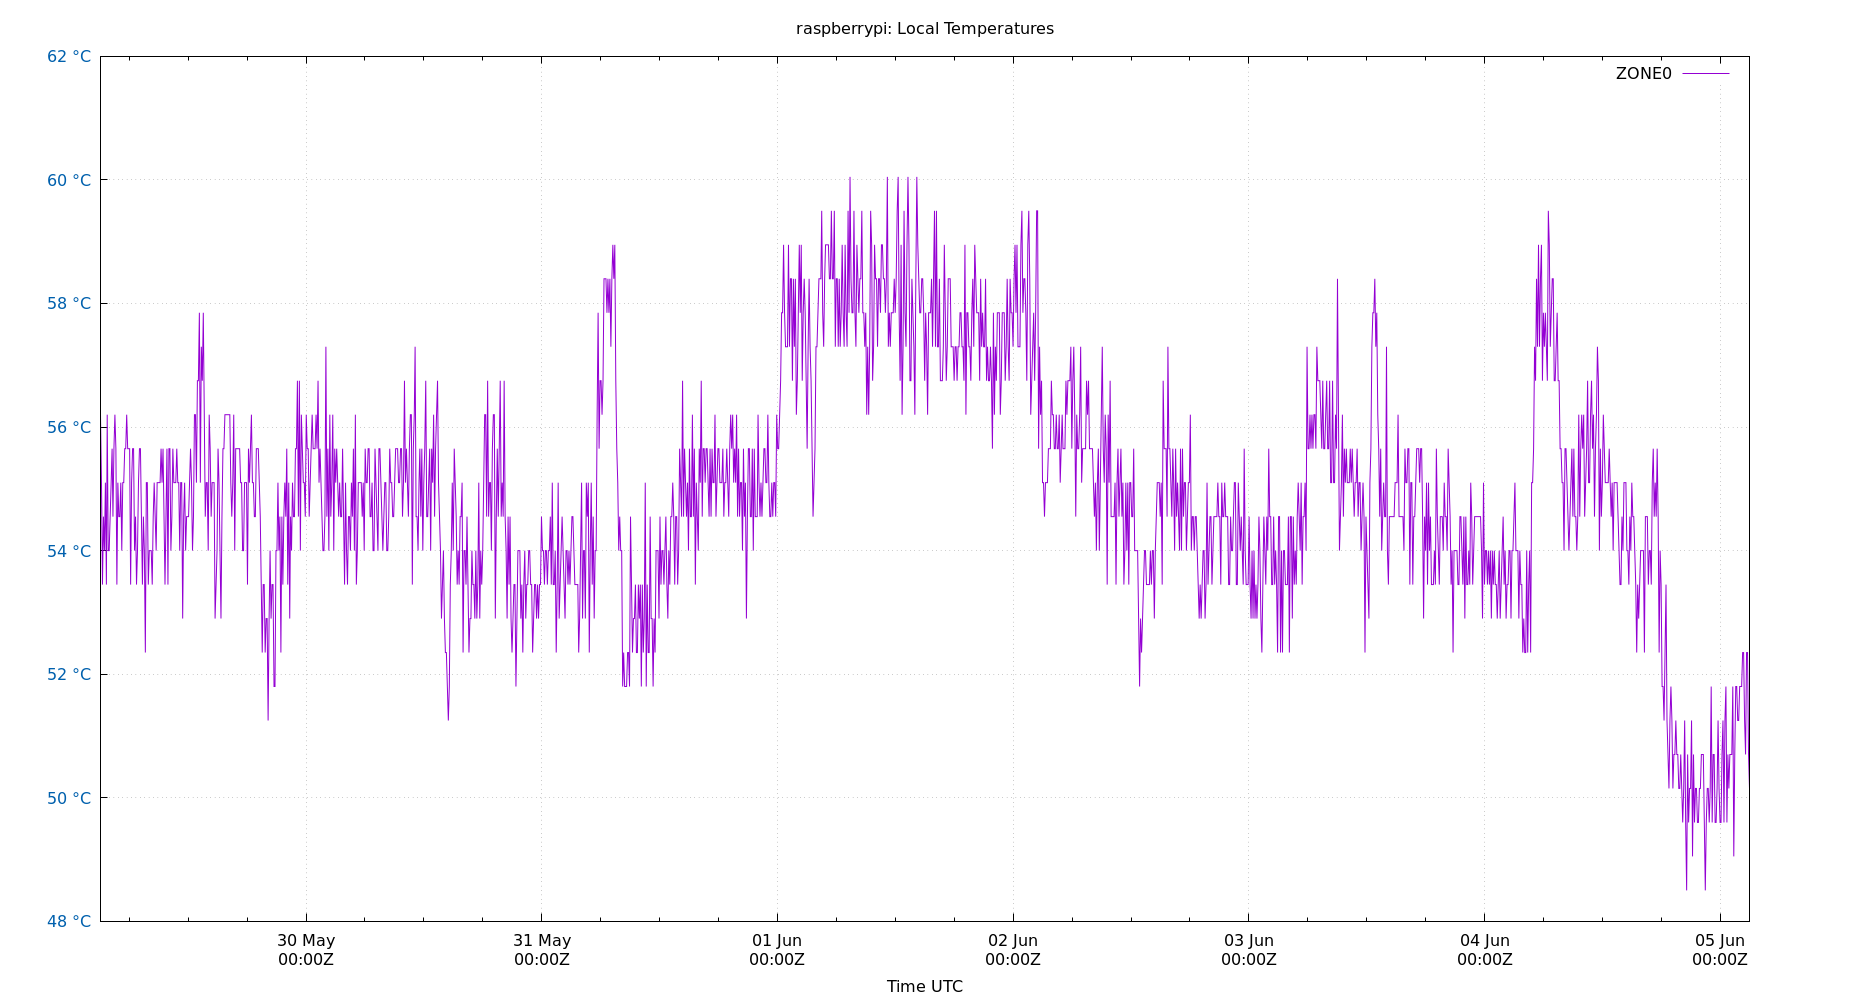 raspberrypi: Local Temperatures
ZONE0
62 °C
60 °C
58 °C
56 °C
54 °C
52 °C
50 °C
48 °C
30 May 31 May 01 Jun 02 Jun 03 Jun 04 Jun 05 Jun
00:00Z 00:00Z 00:00Z 00:00Z 00:00Z 00:00Z 00:00Z
Time UTC